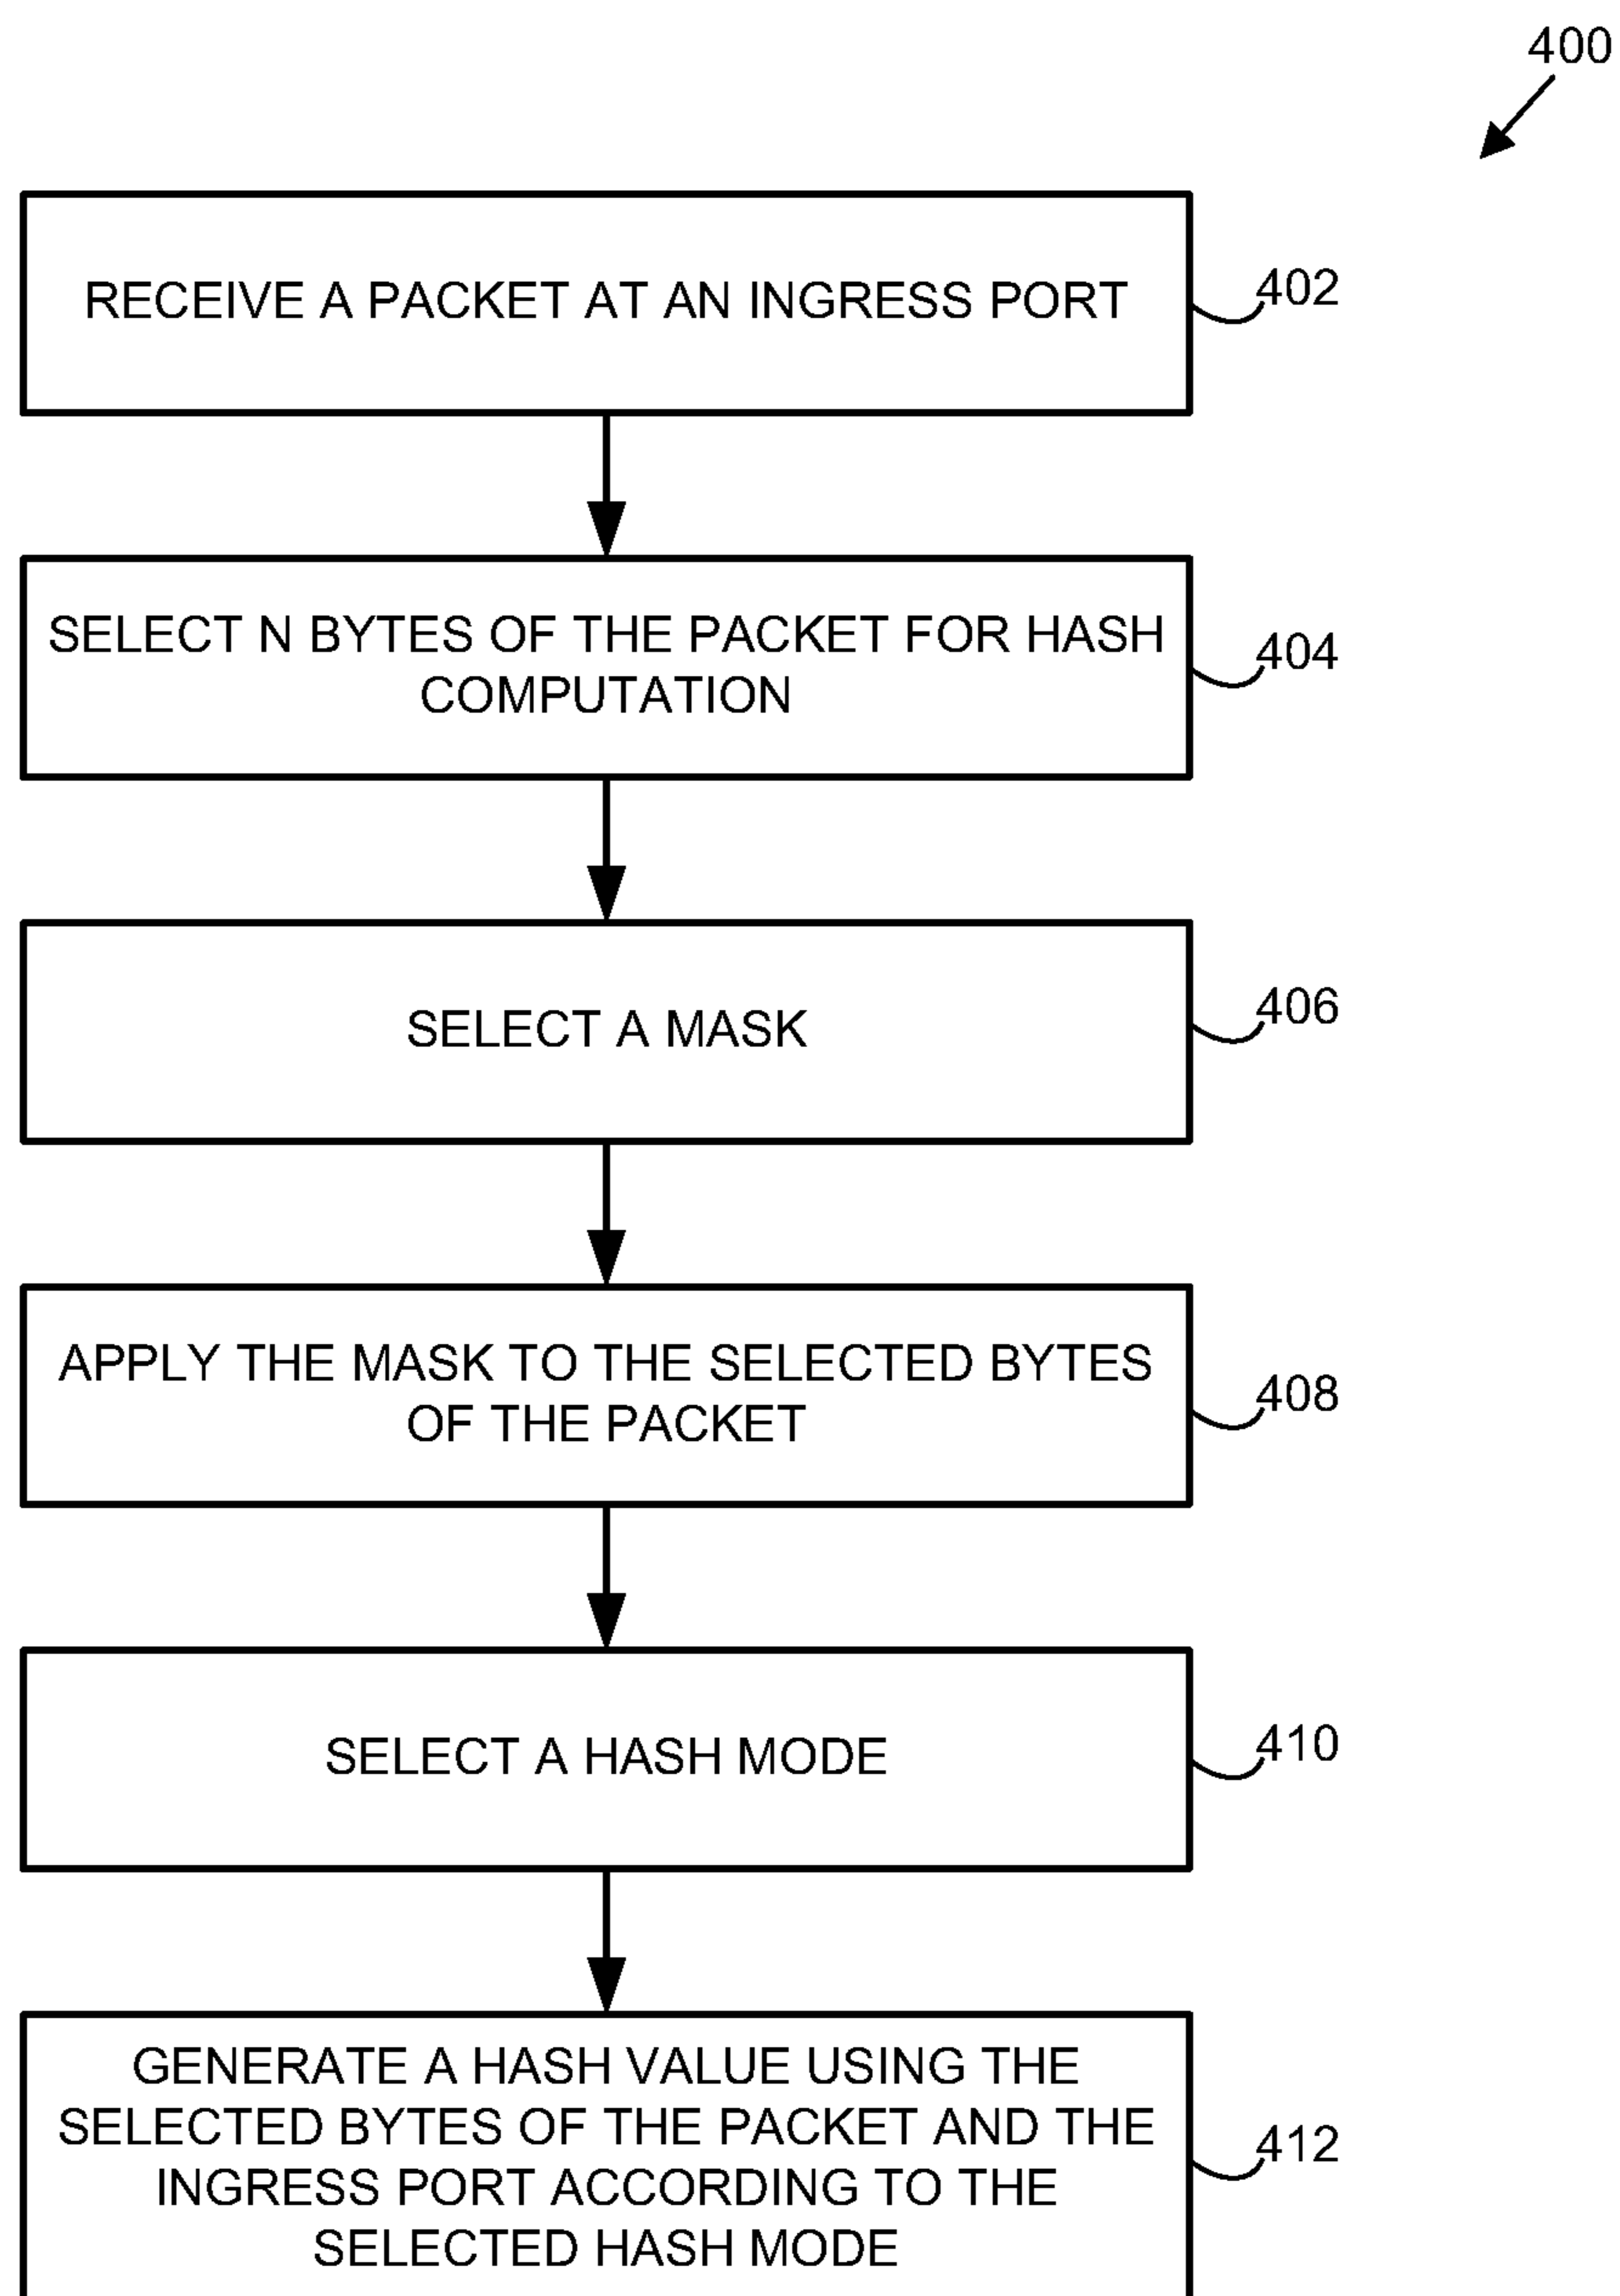 400
RECEIVE A PACKET AT AN INGRESS PORT
402
SELECT N BYTES OF THE PACKET FOR HASH
COMPUTATION
404
SELECT A MASK
406
APPLY THE MASK TO THE SELECTED BYTES
OF THE PACKET
408
SELECT A HASH MODE
410
GENERATE A HASH VALUE USING THE
SELECTED BYTES OF THE PACKET AND THE
INGRESS PORT ACCORDING TO THE
SELECTED HASH MODE
412